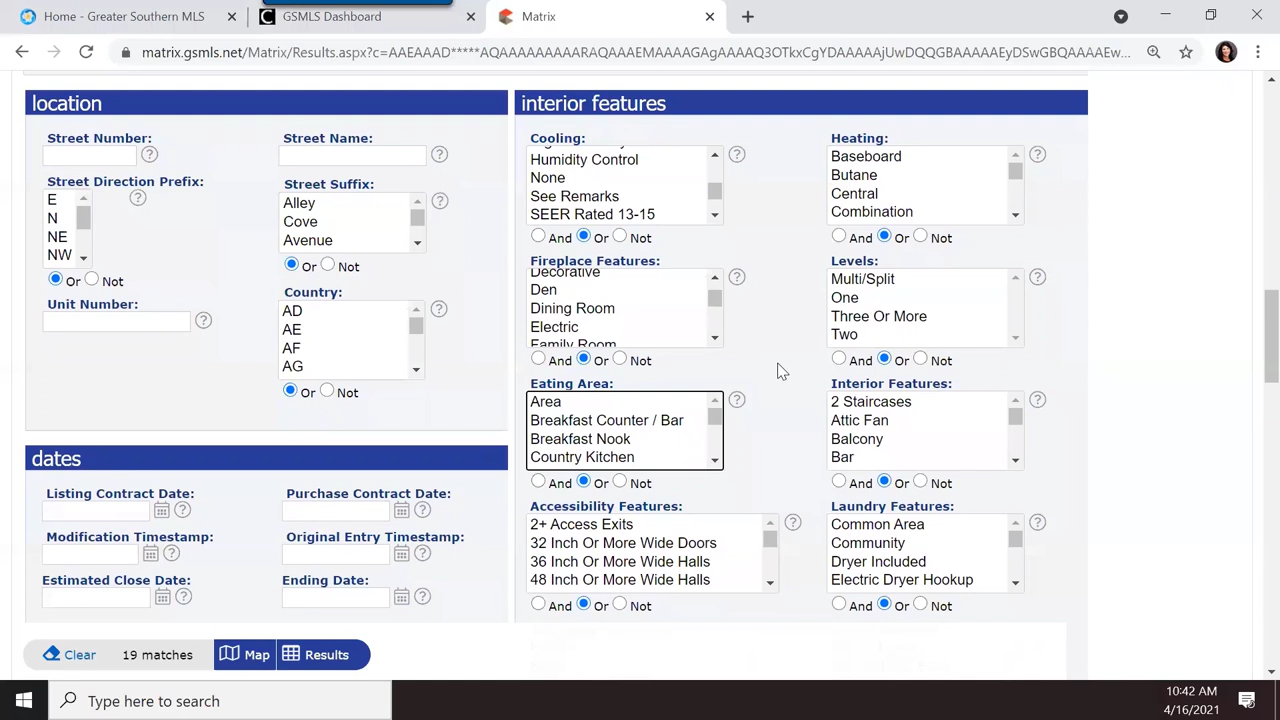 Home - Greater Southern MLS
GSMLS Dashboard
Matrix
matrix.gsmls.net/Matrix/Results.aspx?c=AAEAAAD*****AQAAAAAAAAARAQAAAEMAAAAGAgAAAAQ3OTkxCgYDAAAAAjUwDQQGBAAAAAEyDSwGBQAAAAEw...
location
Street Number:
Street Name:
Street Direction Prefix:
Street Suffix:
E
N
NE
NW
Alley
Cove
Avenue
Or Not
Or Not
Unit Number:
Country:
AD
AE
AF
AG
Or Not
dates
Listing Contract Date:
Purchase Contract Date:
Modification Timestamp:
Original Entry Timestamp:
Estimated Close Date:
Ending Date:
interior features
Cooling:
Humidity Control
None
See Remarks
SEER Rated 13-15
And Or Not
Heating:
Baseboard
Butane
Central
Combination
And Or Not
Fireplace Features:
Decorative
Den
Dining Room
Electric
Family Room
And Or Not
Levels:
Multi/Split
One
Three Or More
Two
And Or Not
Eating Area:
Area
Breakfast Counter / Bar
Breakfast Nook
Country Kitchen
And Or Not
Interior Features:
2 Staircases
Attic Fan
Balcony
Bar
And Or Not
Accessibility Features:
2+ Access Exits
32 Inch Or More Wide Doors
36 Inch Or More Wide Halls
48 Inch Or More Wide Halls
And Or Not
Laundry Features:
Common Area
Community
Dryer Included
Electric Dryer Hookup
And Or Not
Clear 19 matches Map Results
Type here to search
10:42 AM
4/16/2021